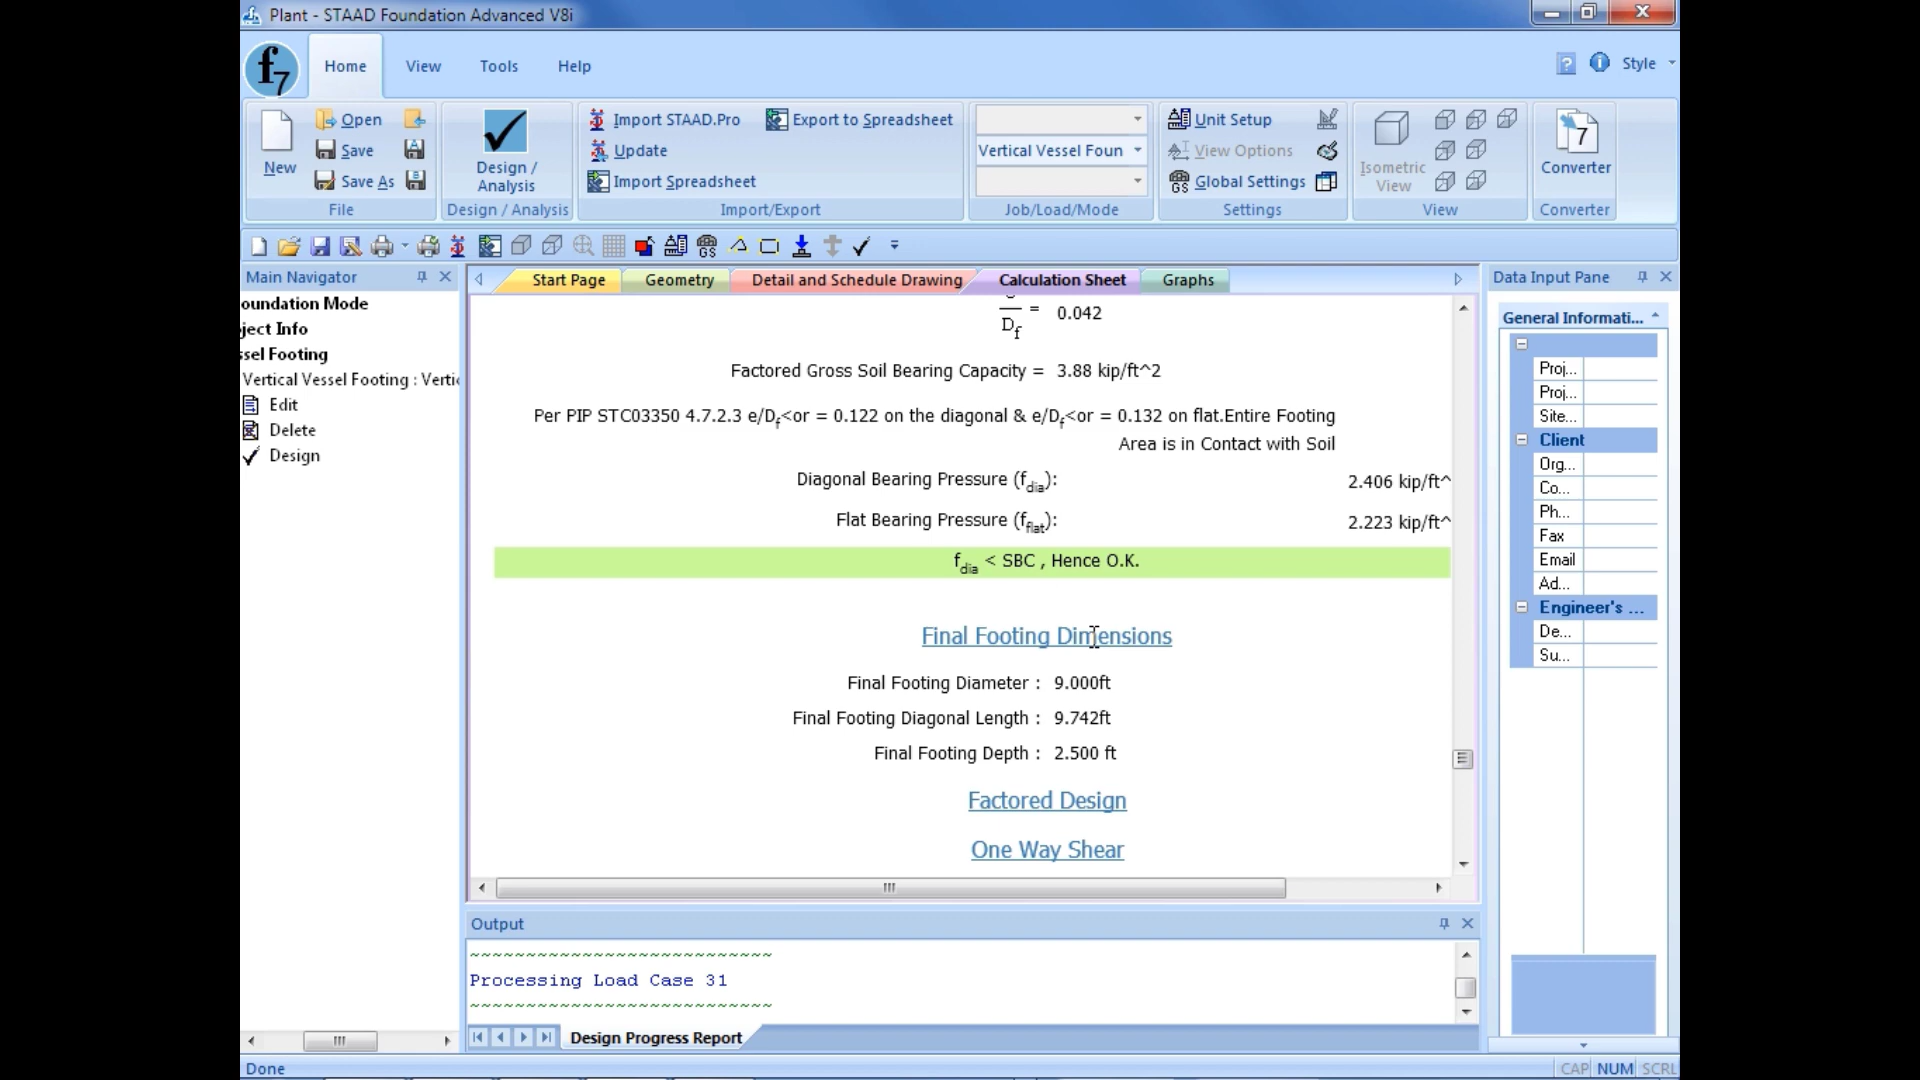 Plant - STAAD Foundation Advanced V8i
f7
Home
View
Tools
Help
Style
New
Open
Save
Save As
File
Design /
Analysis
Design / Analysis
Import STAAD.Pro
Update
Import Spreadsheet
Export to Spreadsheet
Import/Export
Vertical Vessel Foun
Job/Load/Mode
Unit Setup
View Options
GS Global Settings
Settings
Isometric
View
View
7
Converter
Converter
GS
Main Navigator
oundation Mode
ject Info
ssel Footing
Vertical Vessel Footing : Vertic
Edit
Delete
Design
Start Page
Geometry
Detail and Schedule Drawing
Calculation Sheet
Graphs
Df = 0.042
Factored Gross Soil Bearing Capacity = 3.88 kip/ft^2
Per PIP STC03350 4.7.2.3 e/Df<or = 0.122 on the diagonal & e/Df<or = 0.132 on flat.Entire Footing
Area is in Contact with Soil
Diagonal Bearing Pressure (fdia): 2.406 kip/ft^
Flat Bearing Pressure (fflat): 2.223 kip/ft^
fdia < SBC , Hence O.K.
Final Footing Dimensions
Final Footing Diameter : 9.000ft
Final Footing Diagonal Length : 9.742ft
Final Footing Depth : 2.500 ft
Factored Design
One Way Shear
Output
~~~~~~~~~~~~~~~~~~~~~~~~~~~
Processing Load Case 31
~~~~~~~~~~~~~~~~~~~~~~~~~~~
Design Progress Report
Data Input Pane
General Informati...
Proj...
Proj...
Site...
Client
Org...
Co...
Ph...
Fax
Email
Ad...
Engineer's ...
De...
Su...
Done
CAP NUM SCRL